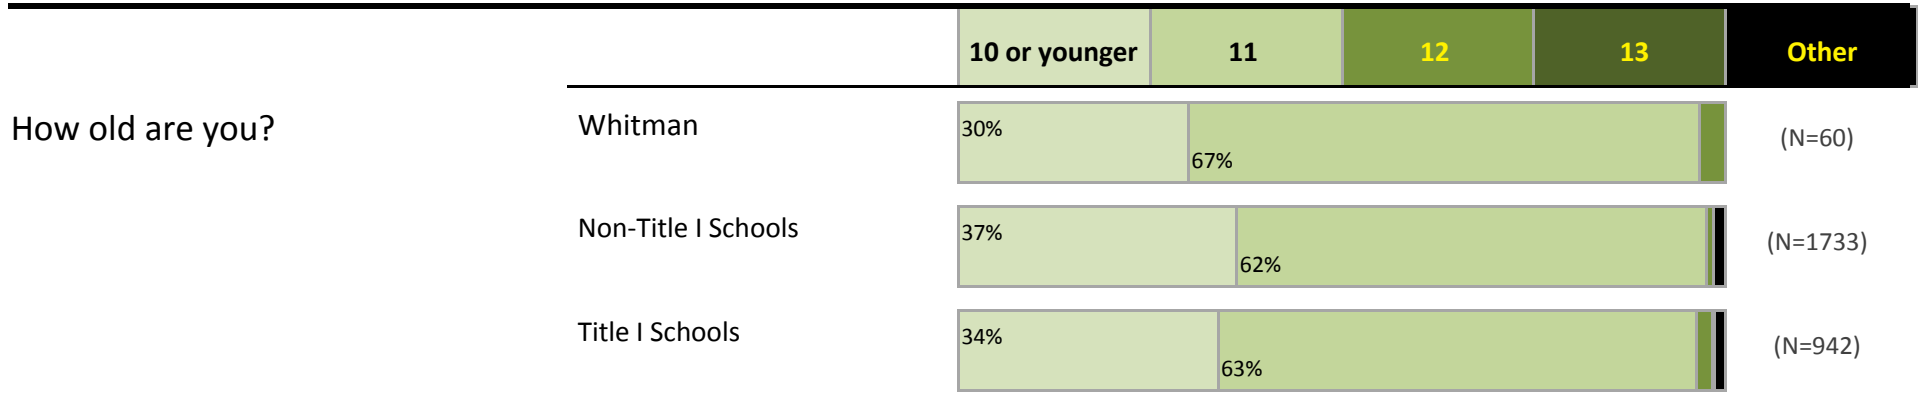 10 or younger 11 12 13 Other
How old are you? Whitman 30% 67% (N=60)
Non-Title I Schools 37% 62% (N=1733)
Title I Schools 34% 63% (N=942)